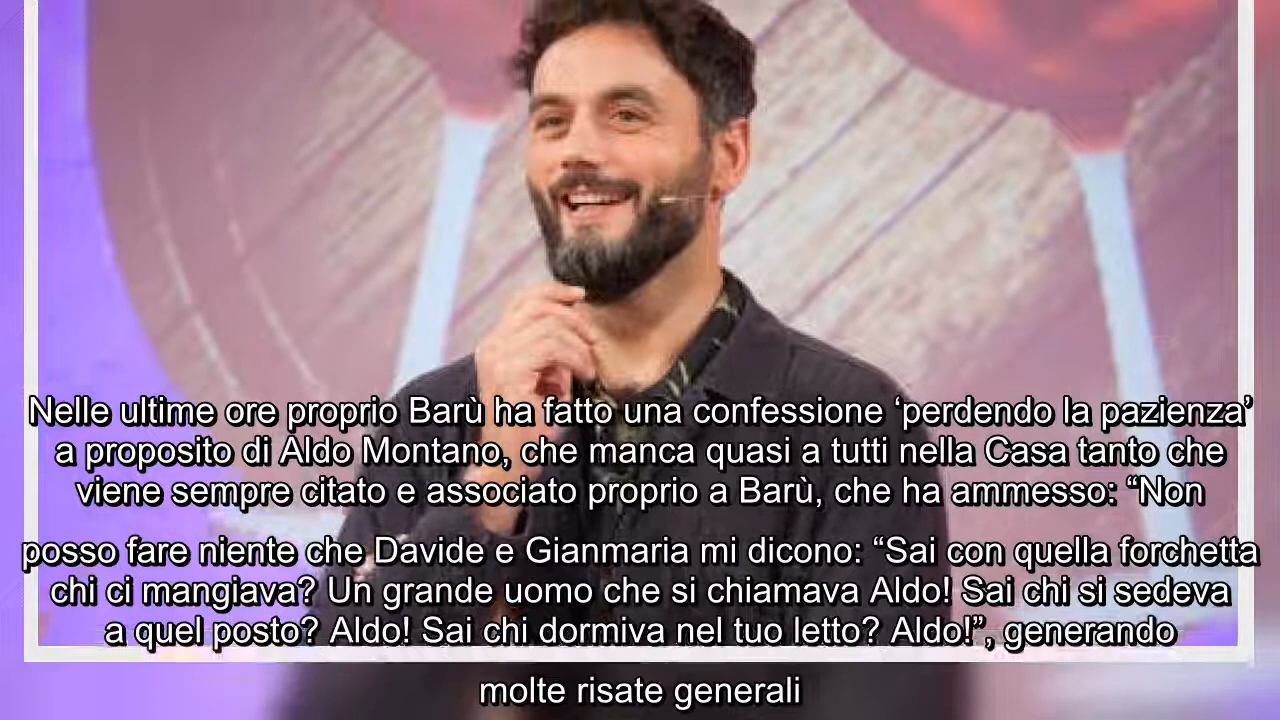 Nelle ultime ore proprio Barù ha fatto una confessione ‘perdendo la pazienza’
a proposito di Aldo Montano, che manca quasi a tutti nella Casa tanto che
viene sempre citato e associato proprio a Barù, che ha ammesso: “Non
posso fare niente che Davide e Gianmaria mi dicono: “Sai con quella forchetta
chi ci mangiava? Un grande uomo che si chiamava Aldo! Sai chi si sedeva
a quel posto? Aldo! Sai chi dormiva nel tuo letto? Aldo!”, generando
molte risate generali